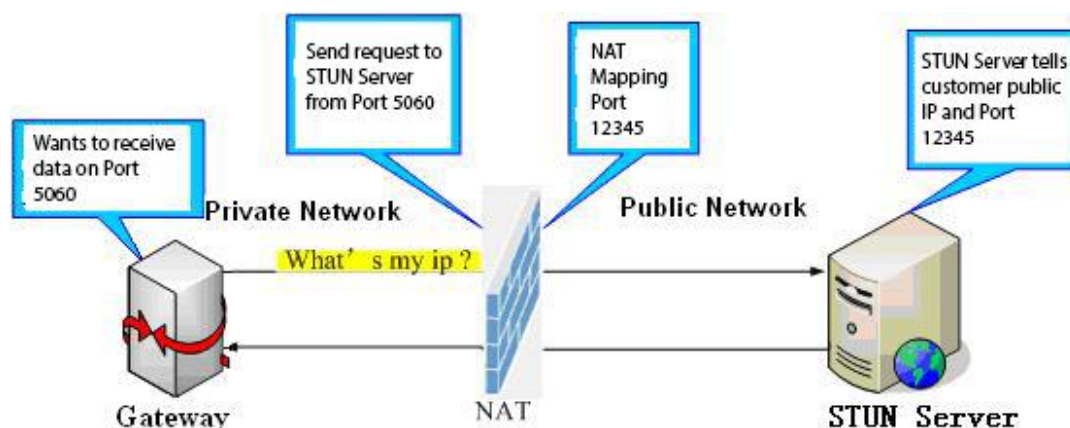 Send request to
STUN Server
from Port 5060
NAT
Mapping
Port
12345
STUN Server tells
customer public
IP and Port
12345
Wants to receive
data on Port
5060
Private Network
Public Network
What's my ip ?
Gateway
NAT
STUN Server